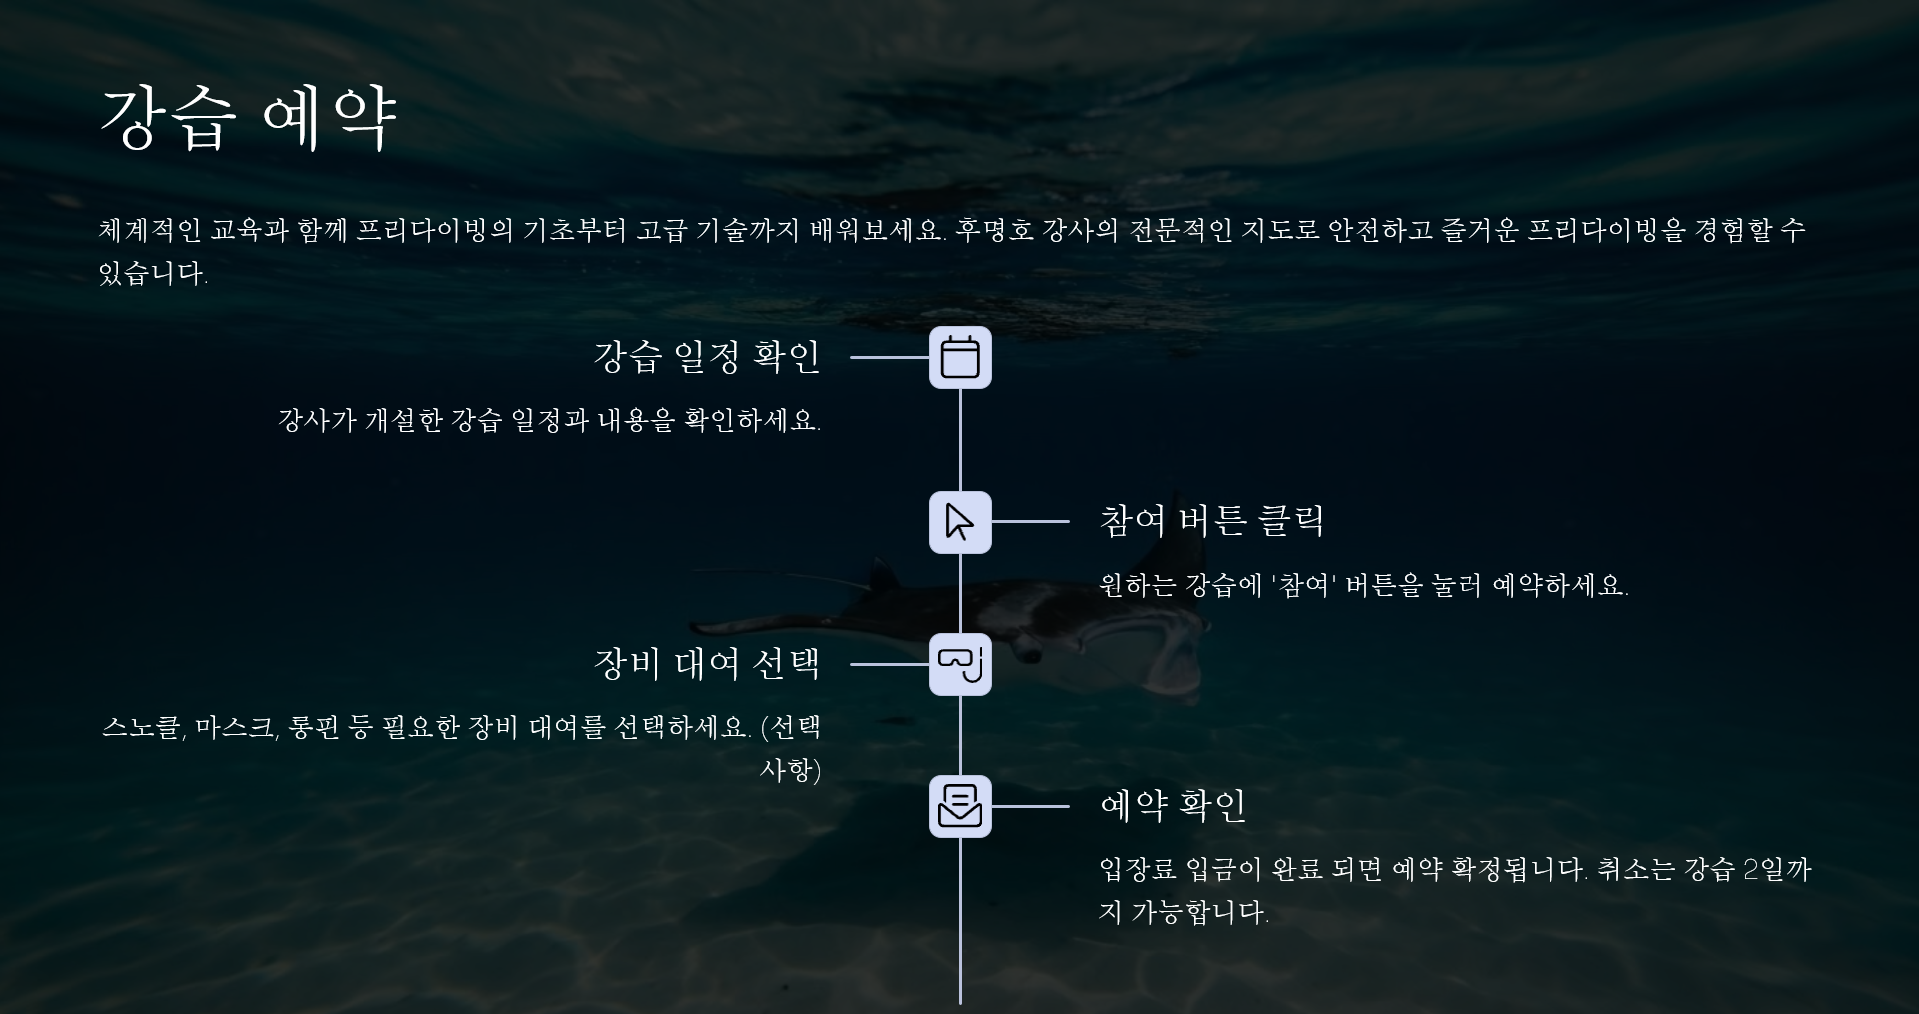 강습 예약
체계적인 교육과 함께 프리다이빙의 기초부터 고급 기술까지 배워보세요. 후명호 강사의 전문적인 지도로 안전하고 즐거운 프리다이빙을 경험할 수
있습니다.
강습 일정 확인
강사가 개설한 강습 일정과 내용을 확인하세요.
참여 버튼 클릭
원하는 강습에 '참여' 버튼을 눌러 예약하세요.
장비 대여 선택
스노클, 마스크, 롱핀 등 필요한 장비 대여를 선택하세요. (선택
사항)
예약 확인
입장료 입금이 완료 되면 예약 확정됩니다. 취소는 강습 2일까
지 가능합니다.